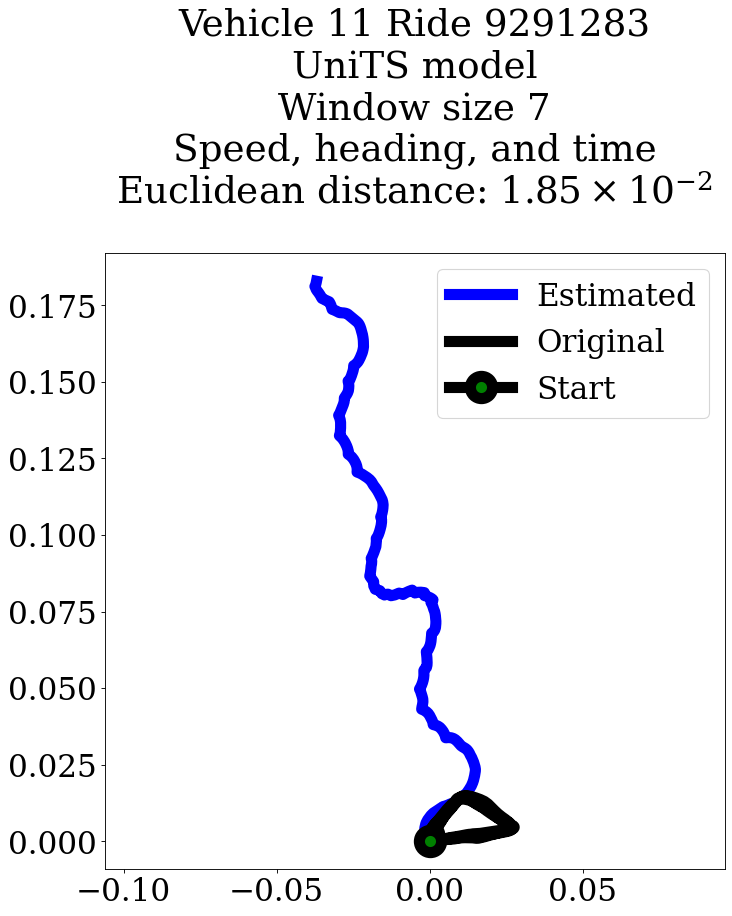 Vehicle 11 Ride 9291283
UniTS model
Window size 7
Speed, heading, and time
Euclidean distance: 1.85 × 10⁻²
Estimated
Original
Start
0.175
0.150
0.125
0.100
0.075
0.050
0.025
0.000
−0.10 −0.05 0.00 0.05